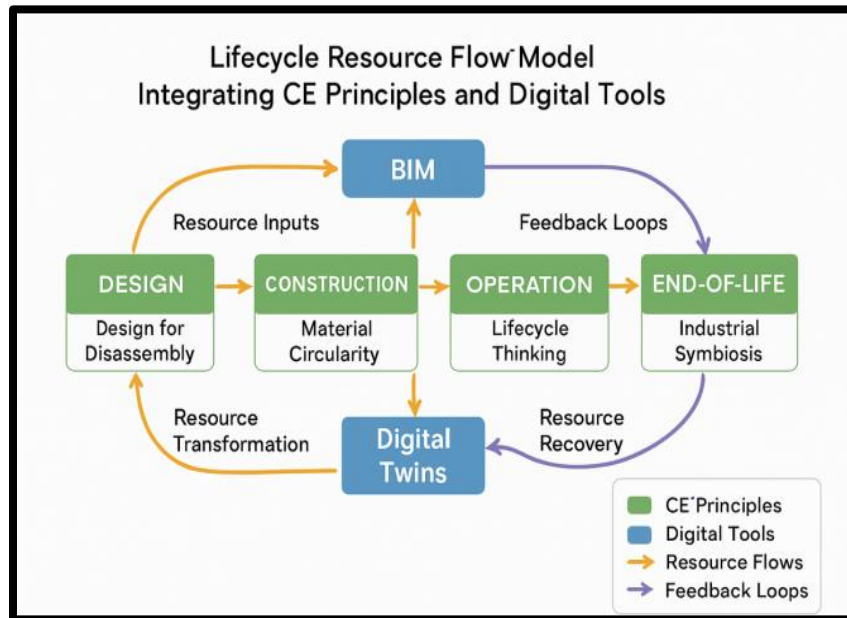 Lifecycle Resource Flow Model
Integrating CE Principles and Digital Tools
BIM
Resource Inputs
Feedback Loops
DESIGN
Design for
Disassembly
CONSTRUCTION
Material
Circularity
OPERATION
Lifecycle
Thinking
END-OF-LIFE
Industrial
Symbiosis
Resource
Transformation
Digital
Twins
Resource
Recovery
CE Principles
Digital Tools
Resource Flows
Feedback Loops